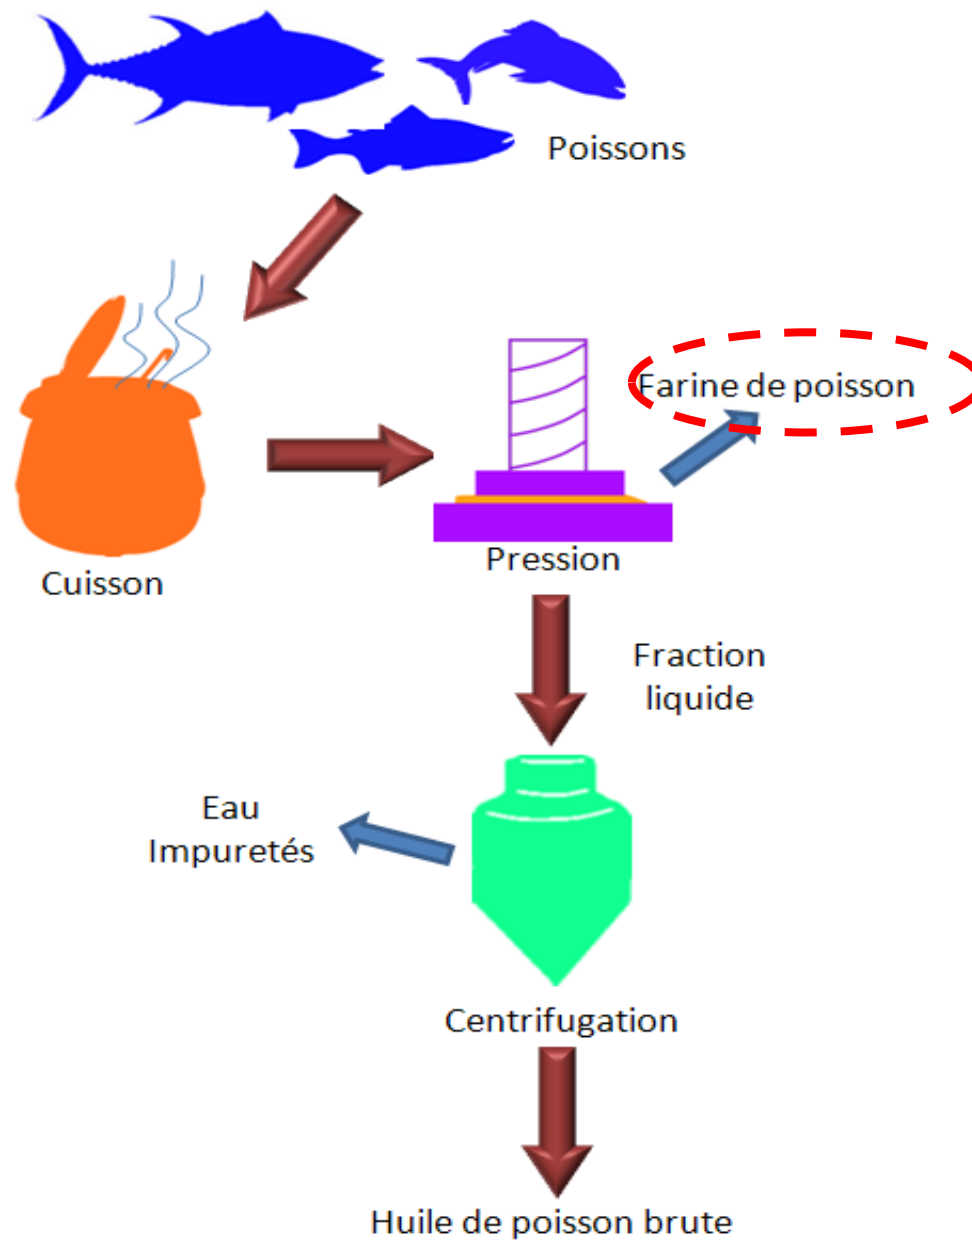 Poissons
Farine de poisson
Pression
Cuisson
Fraction
liquide
Eau
Impuretés
Centrifugation
Huile de poisson brute